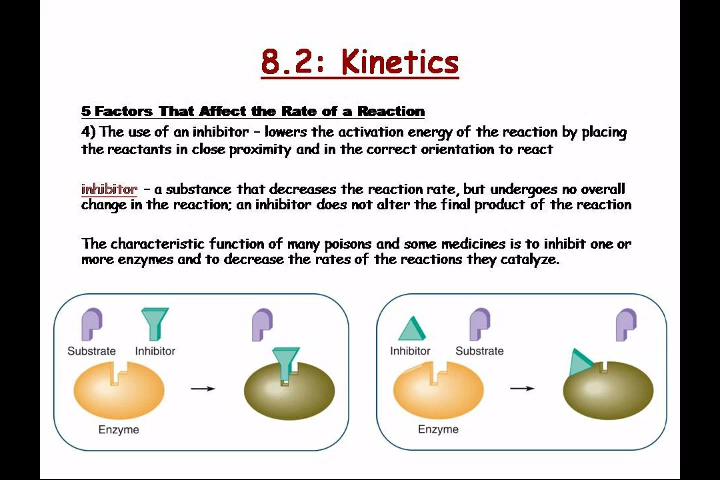 8.2: Kinetics
5 Factors That Affect the Rate of a Reaction
4) The use of an inhibitor – lowers the activation energy of the reaction by placing
the reactants in close proximity and in the correct orientation to react
inhibitor – a substance that decreases the reaction rate, but undergoes no overall
change in the reaction; an inhibitor does not alter the final product of the reaction
The characteristic function of many poisons and some medicines is to inhibit one or
more enzymes and to decrease the rates of the reactions they catalyze.
Substrate Inhibitor
Enzyme
Inhibitor Substrate
Enzyme